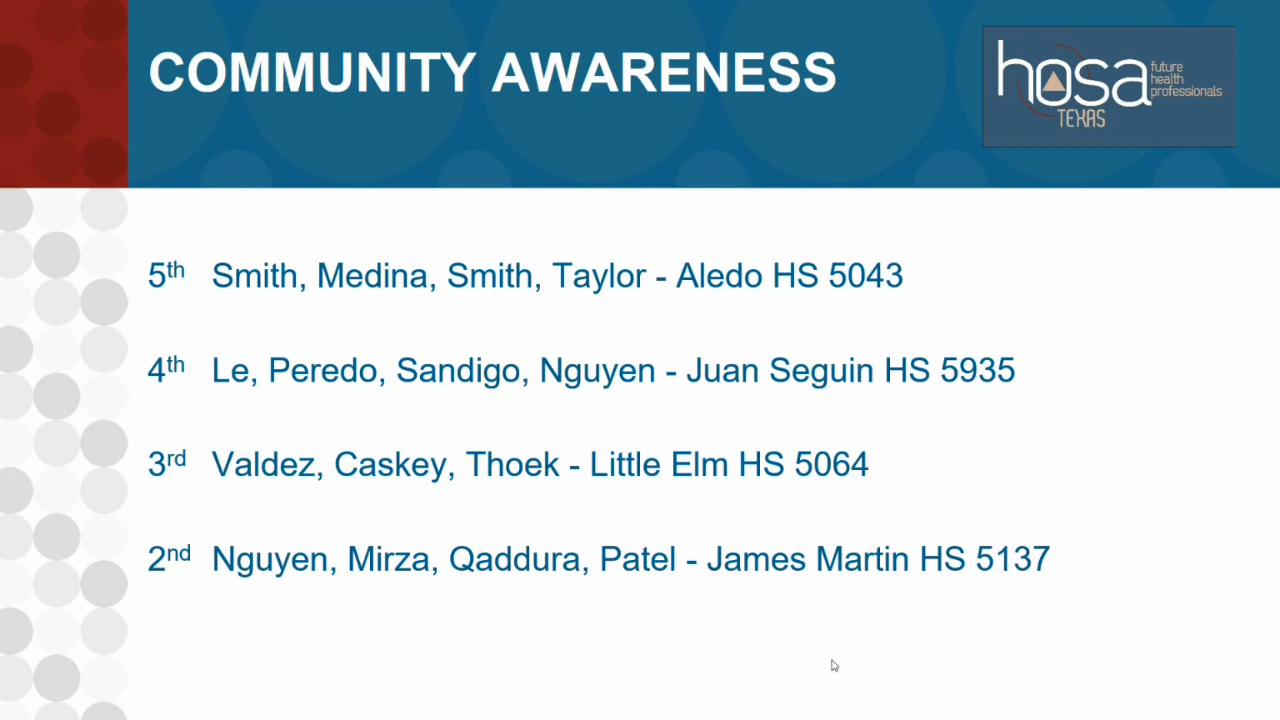 COMMUNITY AWARENESS
hosa future health professionals
TEXAS
5th Smith, Medina, Smith, Taylor - Aledo HS 5043
4th Le, Peredo, Sandigo, Nguyen - Juan Seguin HS 5935
3rd Valdez, Caskey, Thoek - Little Elm HS 5064
2nd Nguyen, Mirza, Qaddura, Patel - James Martin HS 5137